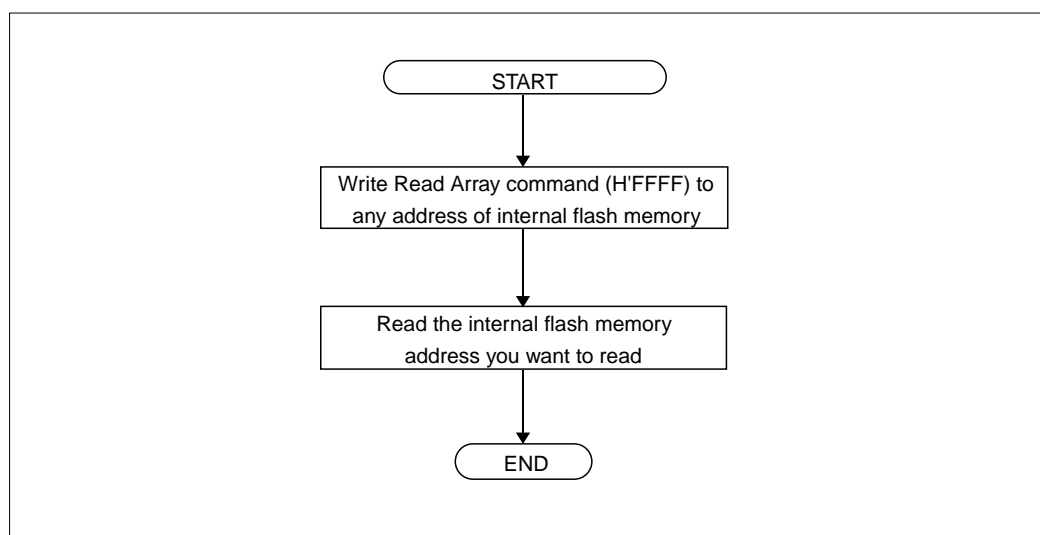 START
Write Read Array command (H'FFFF) to
any address of internal flash memory
Read the internal flash memory
address you want to read
END